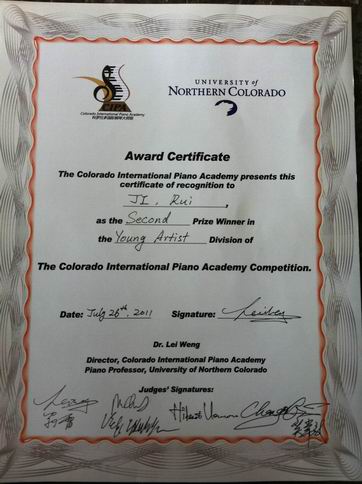 CIPA
Colorado International Piano Academy
UNIVERSITY of
NORTHERN COLORADO
Award Certificate
The Colorado International Piano Academy presents this
certificate of recognition to
JI, Rui,
as the Second Prize Winner in
the Young Artist Division of
The Colorado International Piano Academy Competition.
Date: July 26th, 2011 Signature:
Dr. Lei Weng
Director, Colorado International Piano Academy
Piano Professor, University of Northern Colorado
Judges' Signatures: